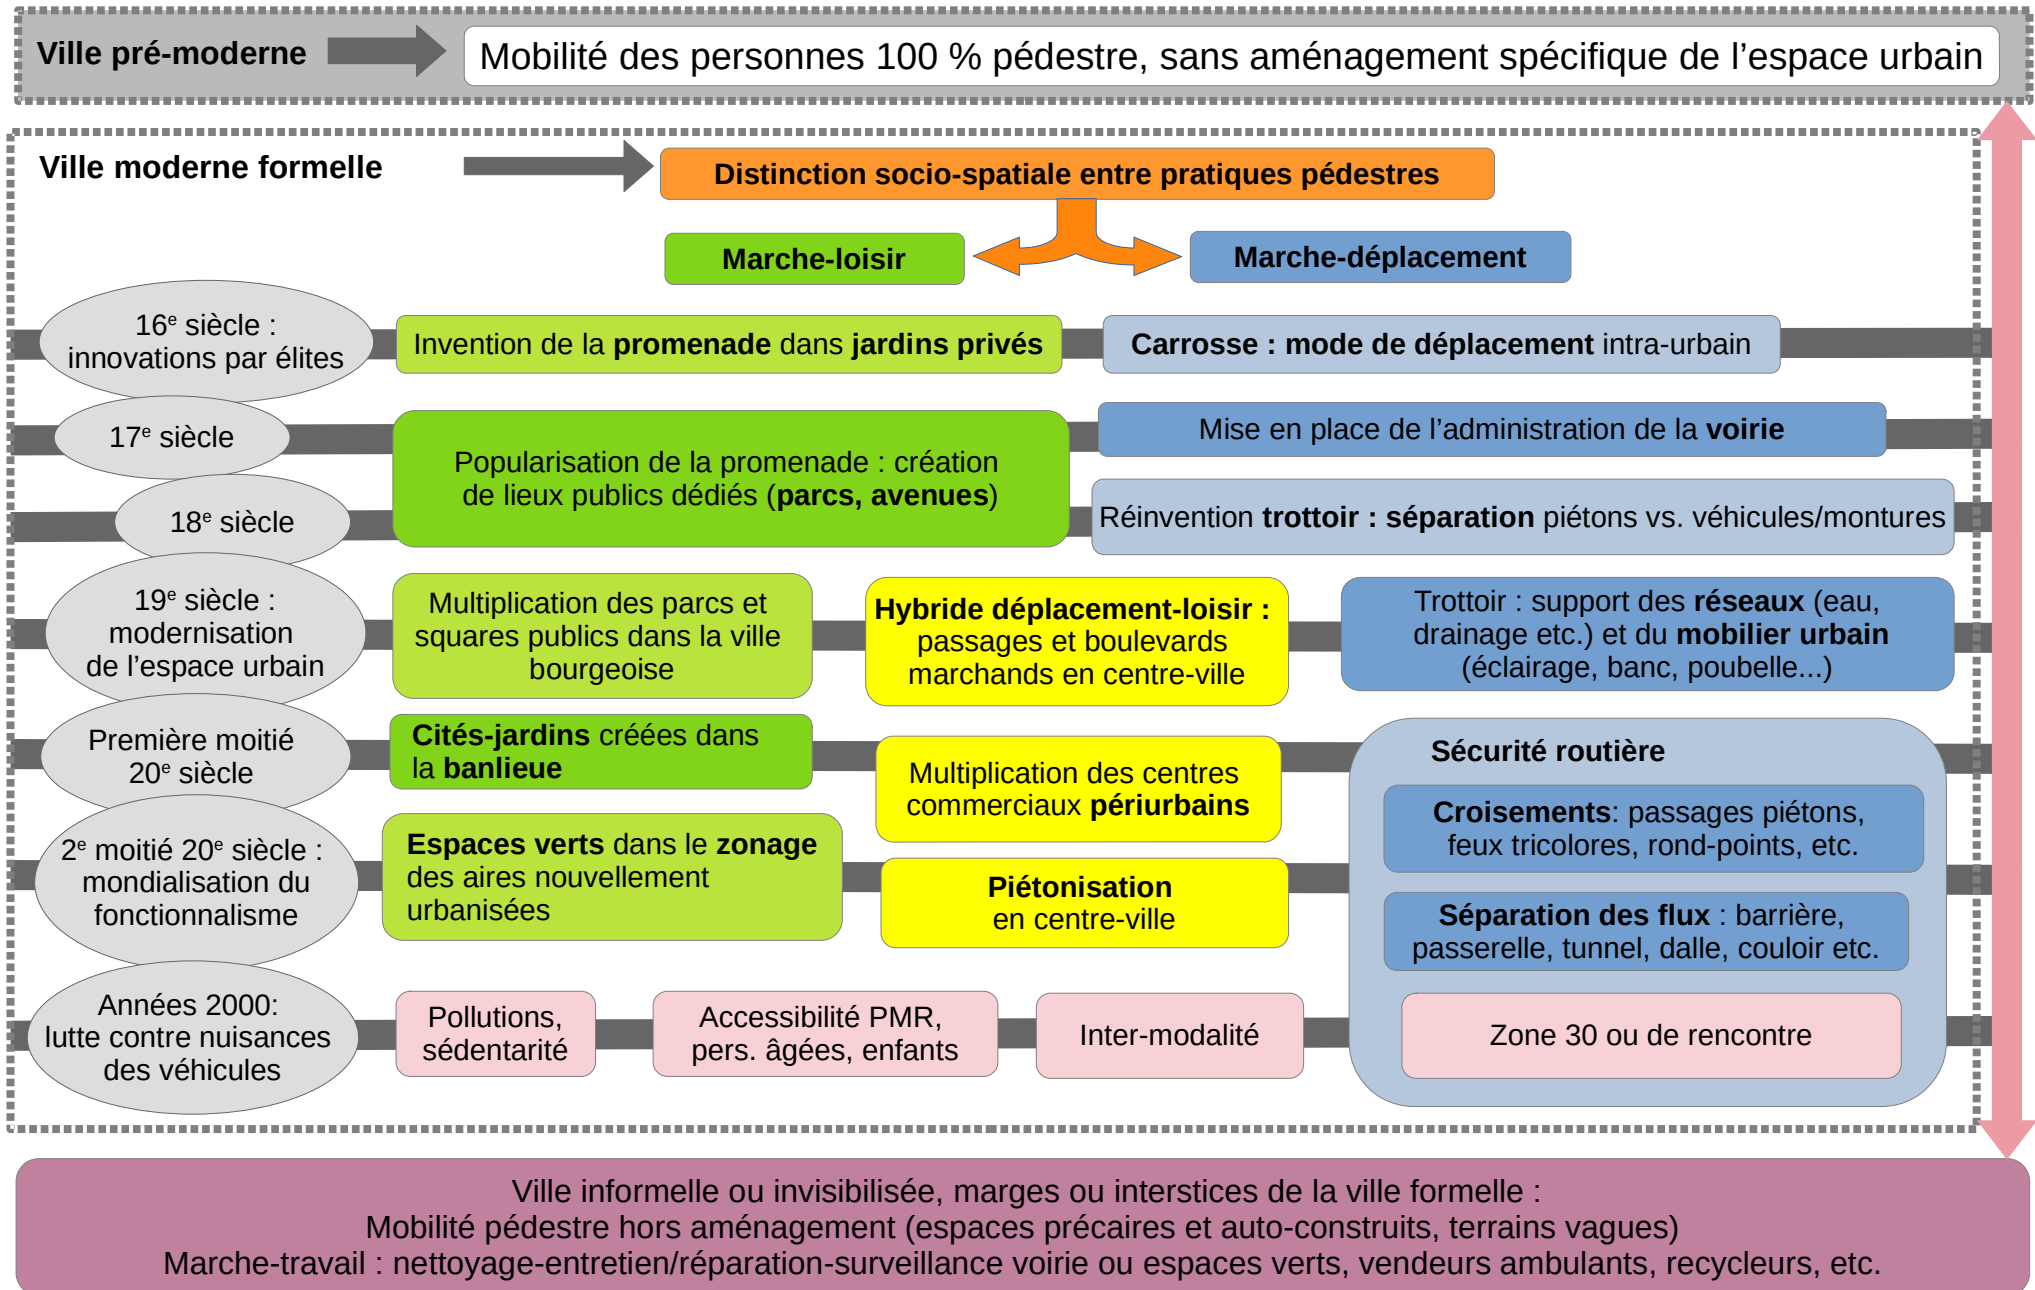 Ville pré-moderne
Mobilité des personnes 100 % pédestre, sans aménagement spécifique de l’espace urbain
Ville moderne formelle
Distinction socio-spatiale entre pratiques pédestres
Marche-loisir
Marche-déplacement
16e siècle :
innovations par élites
Invention de la promenade dans jardins privés
Carrosse : mode de déplacement intra-urbain
17e siècle
Popularisation de la promenade : création
de lieux publics dédiés (parcs, avenues)
Mise en place de l’administration de la voirie
18e siècle
Réinvention trottoir : séparation piétons vs. véhicules/montures
19e siècle :
modernisation
de l’espace urbain
Multiplication des parcs et
squares publics dans la ville
bourgeoise
Hybride déplacement-loisir :
passages et boulevards
marchands en centre-ville
Trottoir : support des réseaux (eau,
drainage etc.) et du mobilier urbain
(éclairage, banc, poubelle...)
Première moitié
20e siècle
Cités-jardins créées dans
la banlieue
Multiplication des centres
commerciaux périurbains
Sécurité routière
Croisements: passages piétons,
feux tricolores, rond-points, etc.
2e moitié 20e siècle :
mondialisation du
fonctionnalisme
Espaces verts dans le zonage
des aires nouvellement
urbanisées
Piétonisation
en centre-ville
Séparation des flux : barrière,
passerelle, tunnel, dalle, couloir etc.
Années 2000:
lutte contre nuisances
des véhicules
Pollutions,
sédentarité
Accessibilité PMR,
pers. âgées, enfants
Inter-modalité
Zone 30 ou de rencontre
Ville informelle ou invisibilisée, marges ou interstices de la ville formelle :
Mobilité pédestre hors aménagement (espaces précaires et auto-construits, terrains vagues)
Marche-travail : nettoyage-entretien/réparation-surveillance voirie ou espaces verts, vendeurs ambulants, recycleurs, etc.